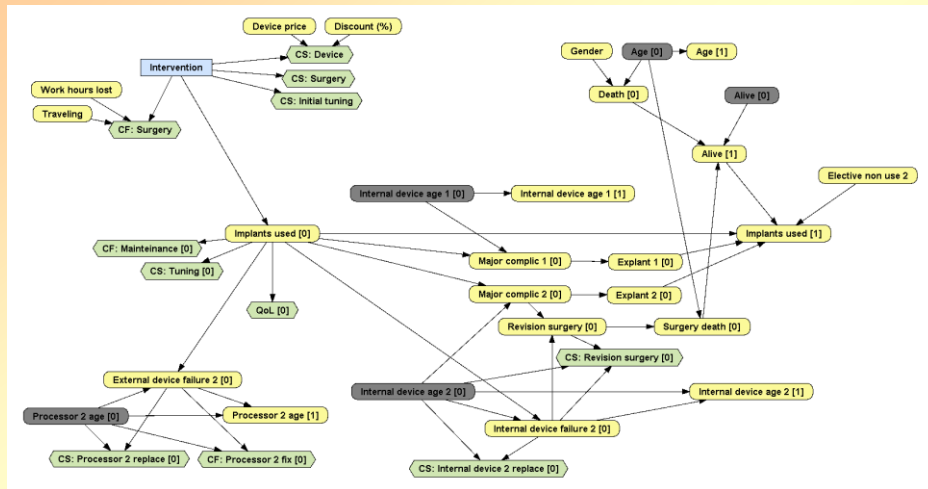 Device price
Discount (%)
Gender
Age [0]
Age [1]
CS: Device
Intervention
CS: Surgery
Work hours lost
CS: Initial tuning
Death [0]
Alive [0]
Traveling
CF: Surgery
Alive [1]
Elective non use 2
Internal device age 1 [0]
Internal device age 1 [1]
Implants used [0]
Implants used [1]
CF: Mainteinance [0]
Major complic 1 [0]
Explant 1 [0]
CS: Tuning [0]
Major complic 2 [0]
Explant 2 [0]
QoL [0]
Revision surgery [0]
Surgery death [0]
CS: Revision surgery [0]
External device failure 2 [0]
Internal device age 2 [0]
Internal device age 2 [1]
Processor 2 age [0]
Processor 2 age [1]
Internal device failure 2 [0]
CS: Processor 2 replace [0]
CF: Processor 2 fix [0]
CS: Internal device 2 replace [0]